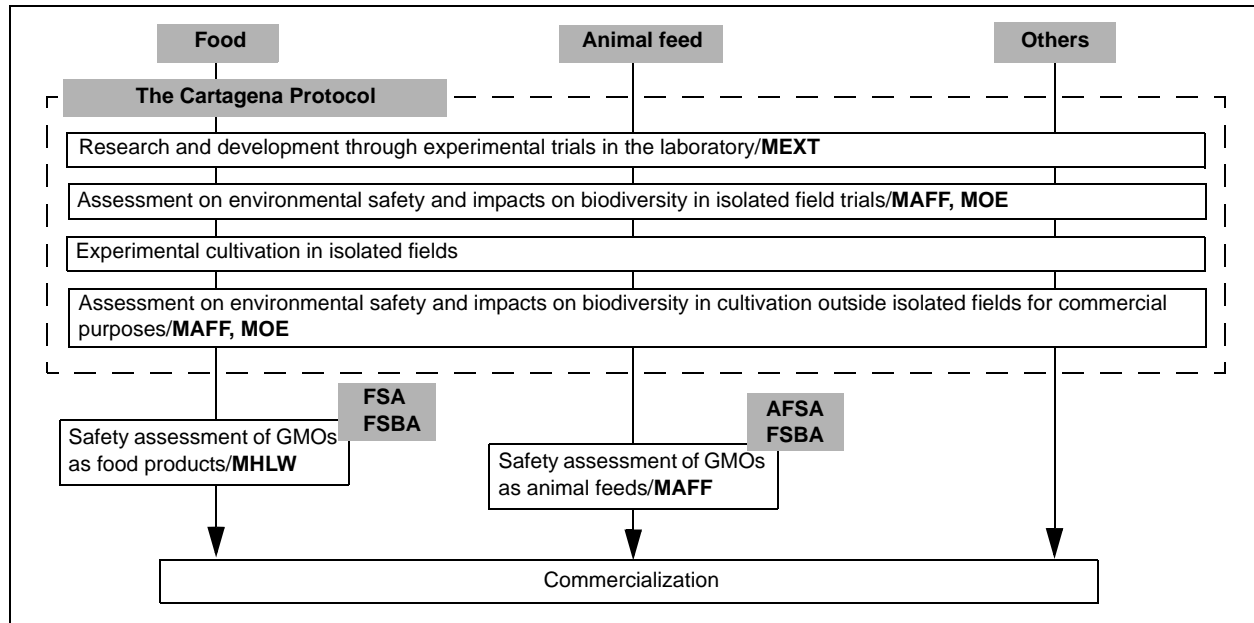 Food
Animal feed
Others
The Cartagena Protocol
Research and development through experimental trials in the laboratory/MEXT
Assessment on environmental safety and impacts on biodiversity in isolated field trials/MAFF, MOE
Experimental cultivation in isolated fields
Assessment on environmental safety and impacts on biodiversity in cultivation outside isolated fields for commercial
purposes/MAFF, MOE
FSA
FSBA
Safety assessment of GMOs
as food products/MHLW
AFSA
FSBA
Safety assessment of GMOs
as animal feeds/MAFF
Commercialization